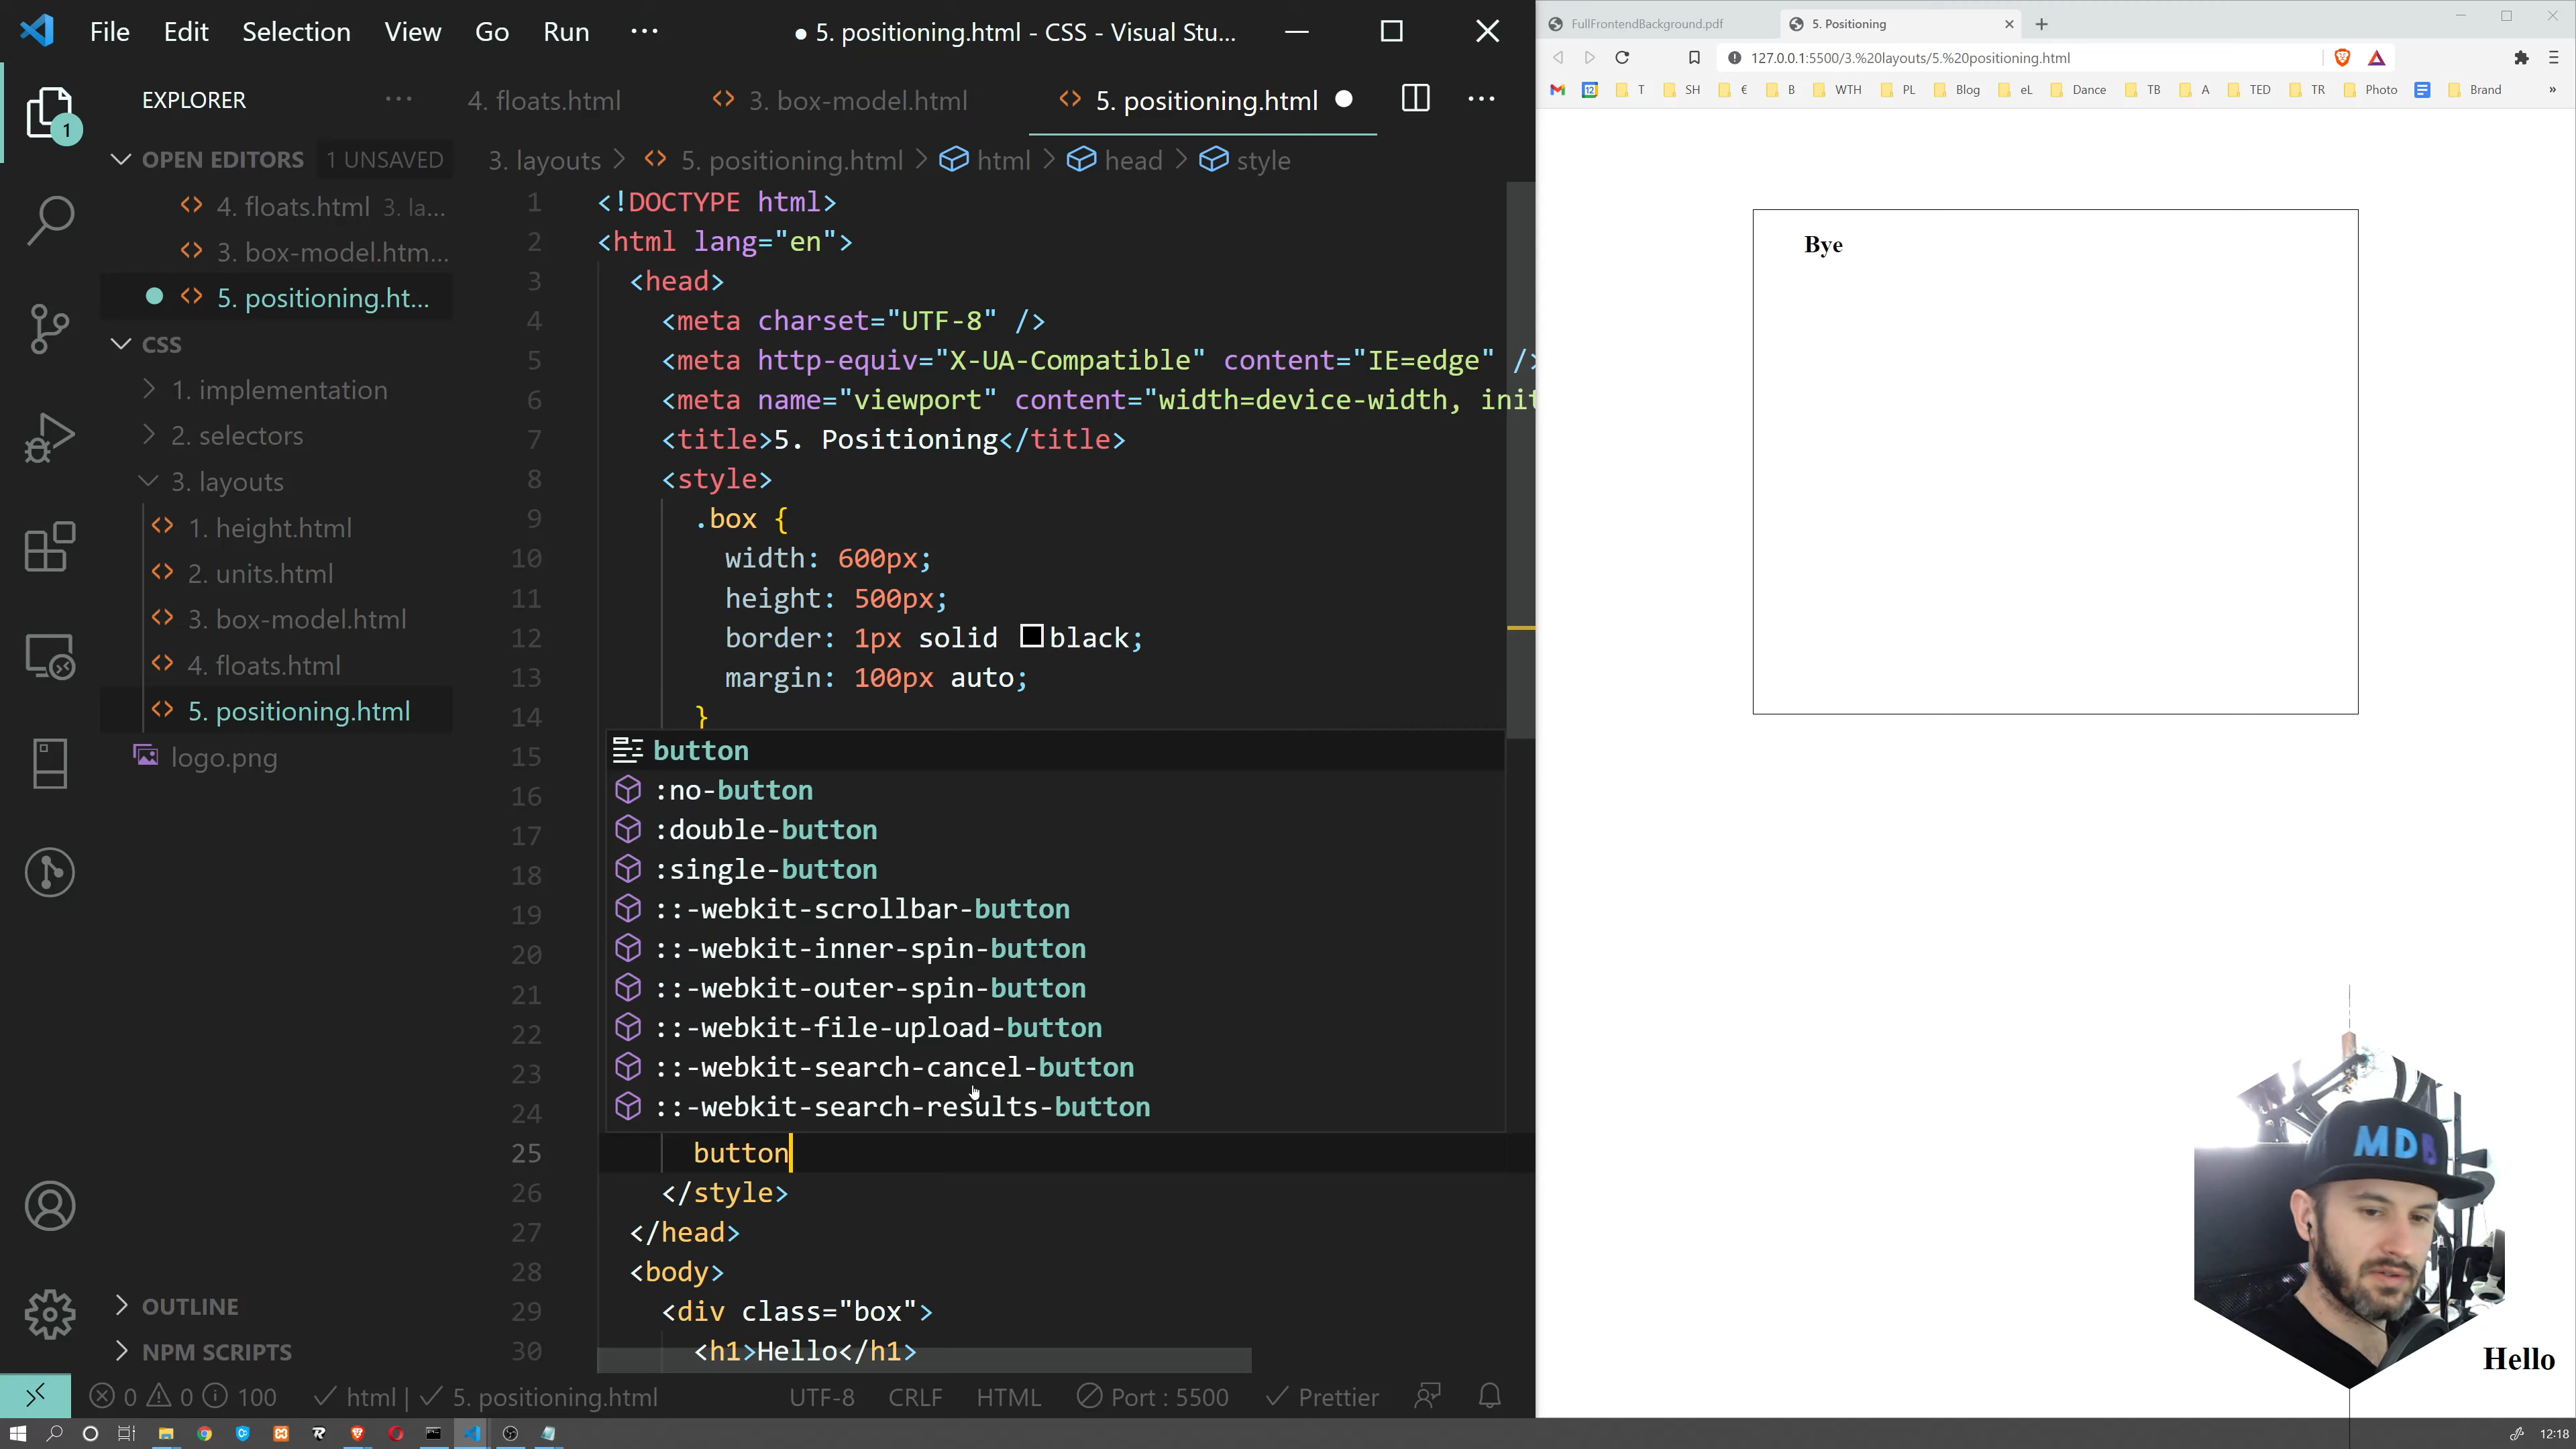 File Edit Selection View Go Run ···
● 5. positioning.html - CSS - Visual Stu...
EXPLORER ···
4. floats.html
3. box-model.html
5. positioning.html
1
OPEN EDITORS 1 UNSAVED
4. floats.html 3. la...
3. box-model.htm...
5. positioning.ht...
CSS
1. implementation
2. selectors
3. layouts
1. height.html
2. units.html
3. box-model.html
4. floats.html
5. positioning.html
logo.png
OUTLINE
NPM SCRIPTS
3. layouts > 5. positioning.html > html > head > style
1 <!DOCTYPE html>
2 <html lang="en">
3 <head>
4 <meta charset="UTF-8" />
5 <meta http-equiv="X-UA-Compatible" content="IE=edge" />
6 <meta name="viewport" content="width=device-width, init
7 <title>5. Positioning</title>
8 <style>
9 .box {
10 width: 600px;
11 height: 500px;
12 border: 1px solid black;
13 margin: 100px auto;
14 }
15
16
17
18
19
20
21
22
23
24
button
:no-button
:double-button
:single-button
::-webkit-scrollbar-button
::-webkit-inner-spin-button
::-webkit-outer-spin-button
::-webkit-file-upload-button
::-webkit-search-cancel-button
::-webkit-search-results-button
25 button
26 </style>
27 </head>
28 <body>
29 <div class="box">
30 <h1>Hello</h1>
0 0 100 html | 5. positioning.html UTF-8 CRLF HTML Port : 5500 Prettier
FullFrontendBackground.pdf
5. Positioning
127.0.0.1:5500/3.%20layouts/5.%20positioning.html
12 T SH € B WTH PL Blog eL Dance TB A TED TR Photo Brand »
Bye
MDB
Hello
12:18